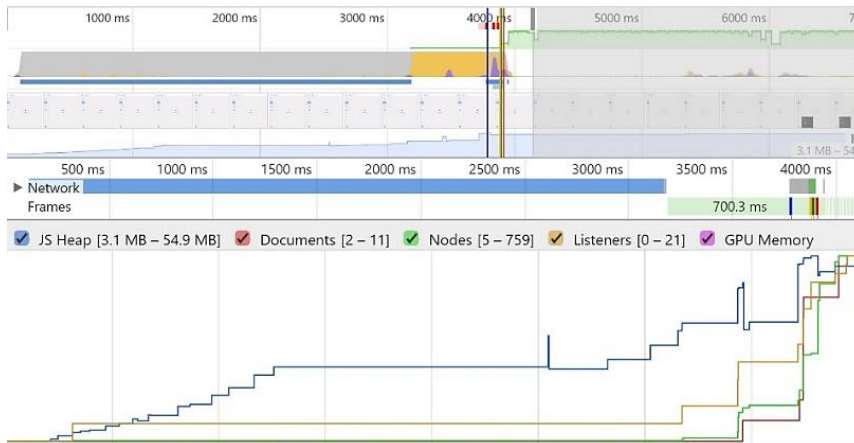 1000 ms 2000 ms 3000 ms 4000 ms 5000 ms 6000 ms 7
3.1 MB – 54
500 ms 1000 ms 1500 ms 2000 ms 2500 ms 3000 ms 3500 ms 4000 ms
Network
Frames 700.3 ms
JS Heap [3.1 MB – 54.9 MB] Documents [2 – 11] Nodes [5 – 759] Listeners [0 – 21] GPU Memory